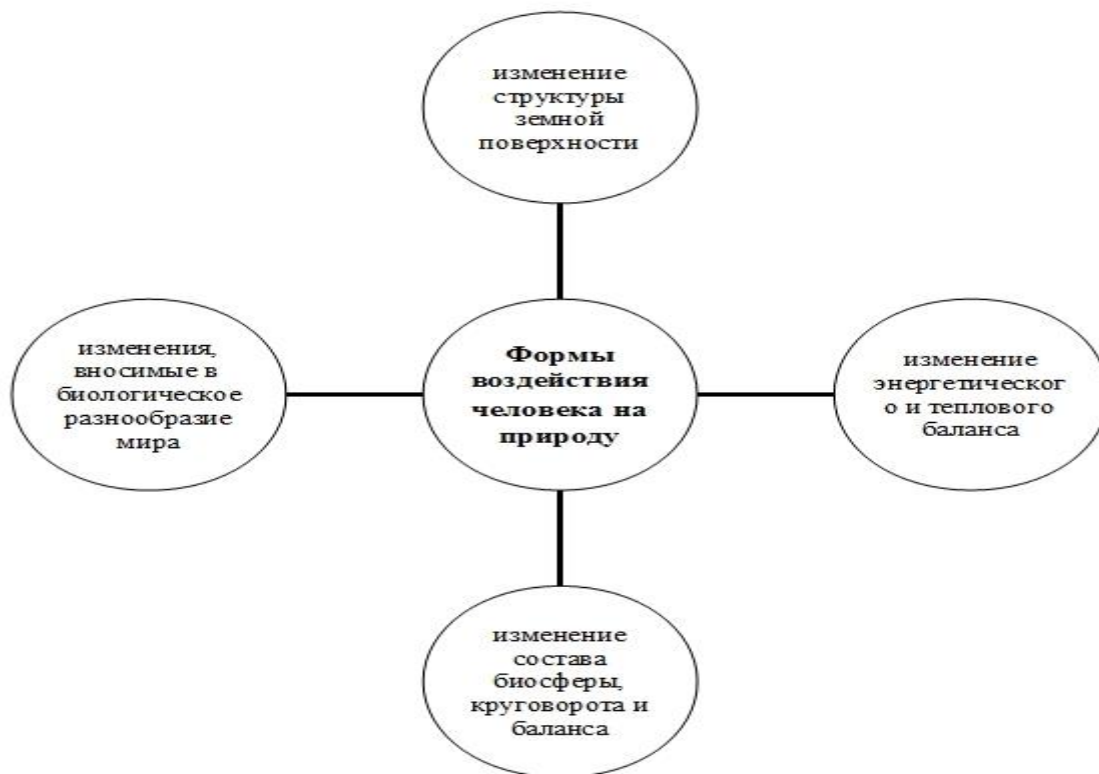 изменение
структуры
земной
поверхности
изменения,
вносимые в
биологическое
разнообразие
мира
Формы
воздействия
человека на
природу
изменение
энергетическог
о и теплового
баланса
изменение
состава
биосферы,
круговорота и
баланса